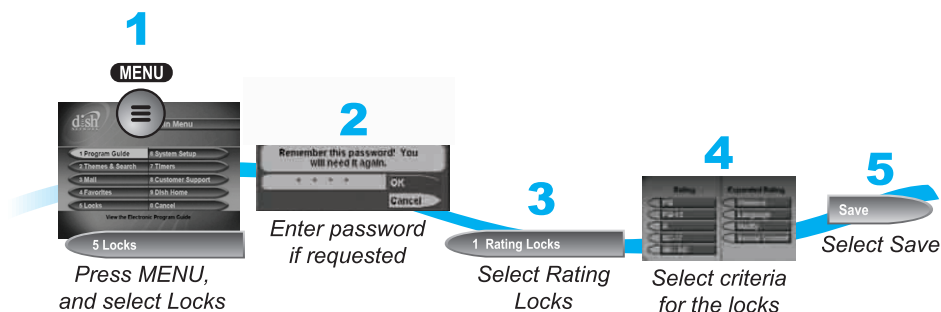 1
MENU
dish
NETWORK
Main Menu
1 Program Guide
6 System Setup
2 Themes & Search
7 Timers
3 Mail
8 Customer Support
4 Favorites
9 Dish Home
5 Locks
0 Cancel
View the Electronic Program Guide
5 Locks
Press MENU,
and select Locks
2
Remember this password! You
will need it again.
* * * *
OK
Cancel
Enter password
if requested
3
1 Rating Locks
Select Rating
Locks
4
Rating
Expanded Rating
PG
Language
Select criteria
for the locks
5
Save
Select Save